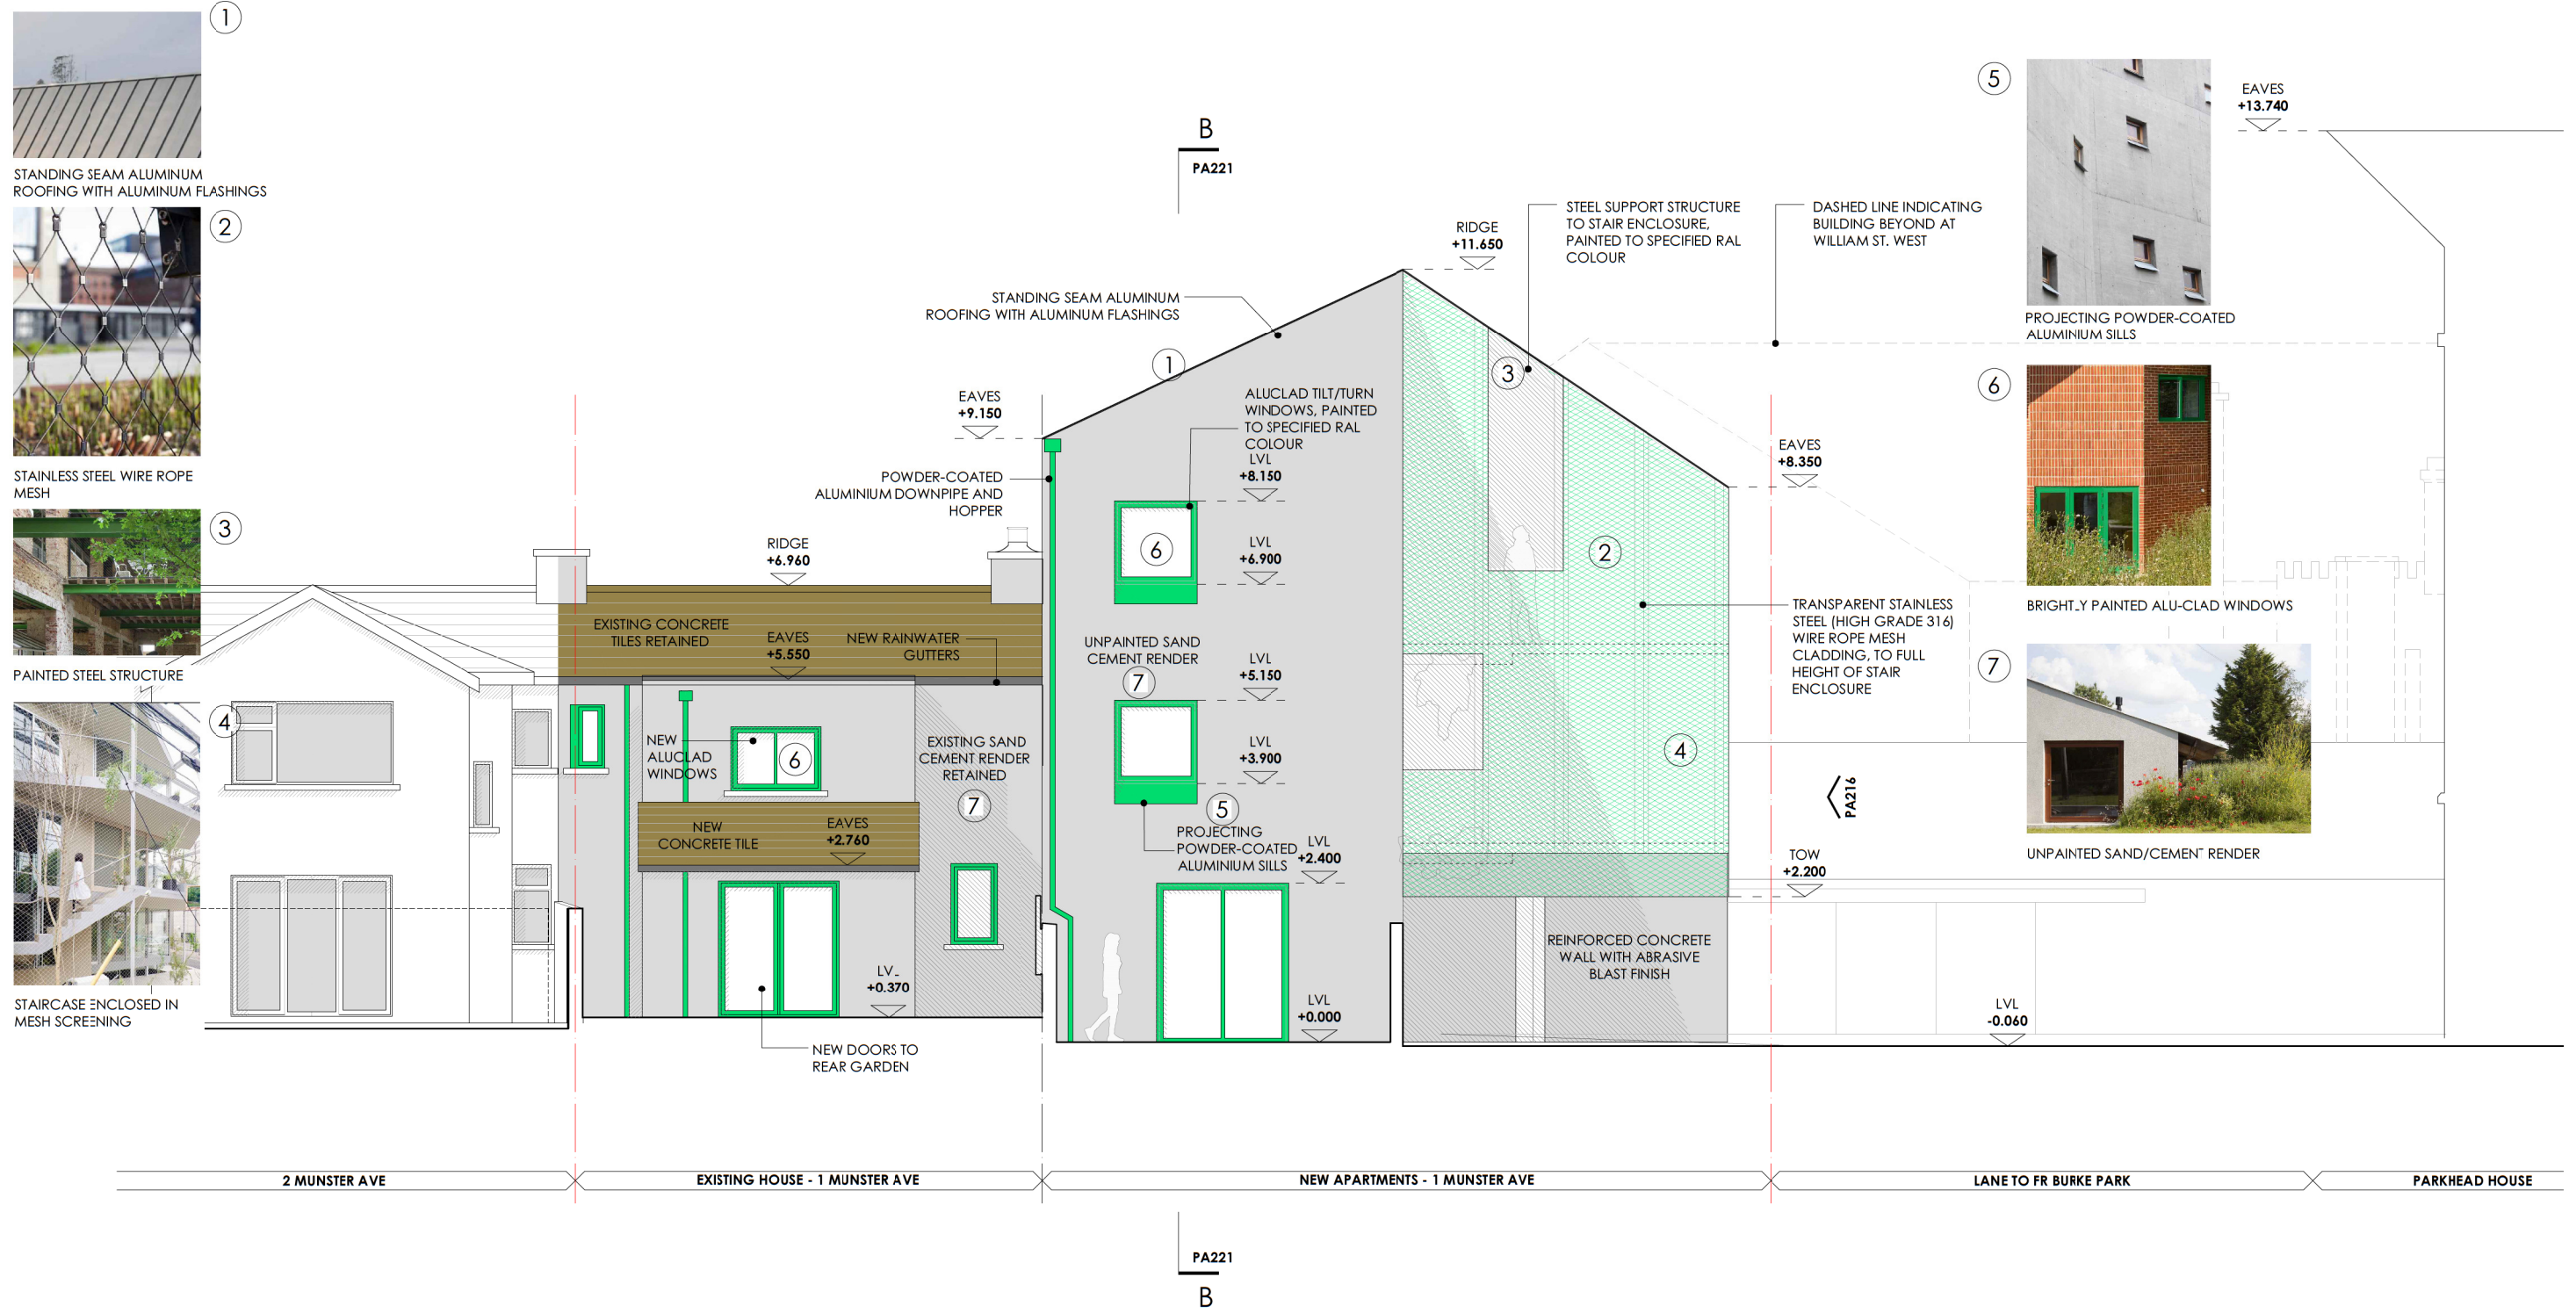 1
STANDING SEAM ALUMINUM
ROOFING WITH ALUMINUM FLASHINGS
2
STAINLESS STEEL WIRE ROPE
MESH
3
PAINTED STEEL STRUCTURE
4
STAIRCASE ENCLOSED IN
MESH SCREENING
B
PA221
STANDING SEAM ALUMINUM
ROOFING WITH ALUMINUM FLASHINGS
1
RIDGE
+11.650
STEEL SUPPORT STRUCTURE
TO STAIR ENCLOSURE,
PAINTED TO SPECIFIED RAL
COLOUR
3
DASHED LINE INDICATING
BUILDING BEYOND AT
WILLIAM ST. WEST
EAVES
+9.150
POWDER-COATED
ALUMINIUM DOWNPIPE AND
HOPPER
ALUCLAD TILT/TURN
WINDOWS, PAINTED
TO SPECIFIED RAL
COLOUR
LVL
+8.150
6
LVL
+6.900
2
EAVES
+8.350
TRANSPARENT STAINLESS
STEEL (HIGH GRADE 316)
WIRE ROPE MESH
CLADDING, TO FULL
HEIGHT OF STAIR
ENCLOSURE
RIDGE
+6.960
EXISTING CONCRETE
TILES RETAINED
EAVES
+5.550
NEW RAINWATER
GUTTERS
UNPAINTED SAND
CEMENT RENDER
7
LVL
+5.150
LVL
+3.900
4
NEW
ALUCLAD
WINDOWS
6
EXISTING SAND
CEMENT RENDER
RETAINED
7
NEW
CONCRETE TILE
EAVES
+2.760
5
PROJECTING
POWDER-COATED
ALUMINIUM SILLS
LVL
+2.400
PA216
TOW
+2.200
REINFORCED CONCRETE
WALL WITH ABRASIVE
BLAST FINISH
LVL
+0.370
LVL
+0.000
LVL
-0.060
NEW DOORS TO
REAR GARDEN
5
PROJECTING POWDER-COATED
ALUMINIUM SILLS
EAVES
+13.740
6
BRIGHTLY PAINTED ALU-CLAD WINDOWS
7
UNPAINTED SAND/CEMENT RENDER
2 MUNSTER AVE
EXISTING HOUSE - 1 MUNSTER AVE
NEW APARTMENTS - 1 MUNSTER AVE
LANE TO FR BURKE PARK
PARKHEAD HOUSE
PA221
B